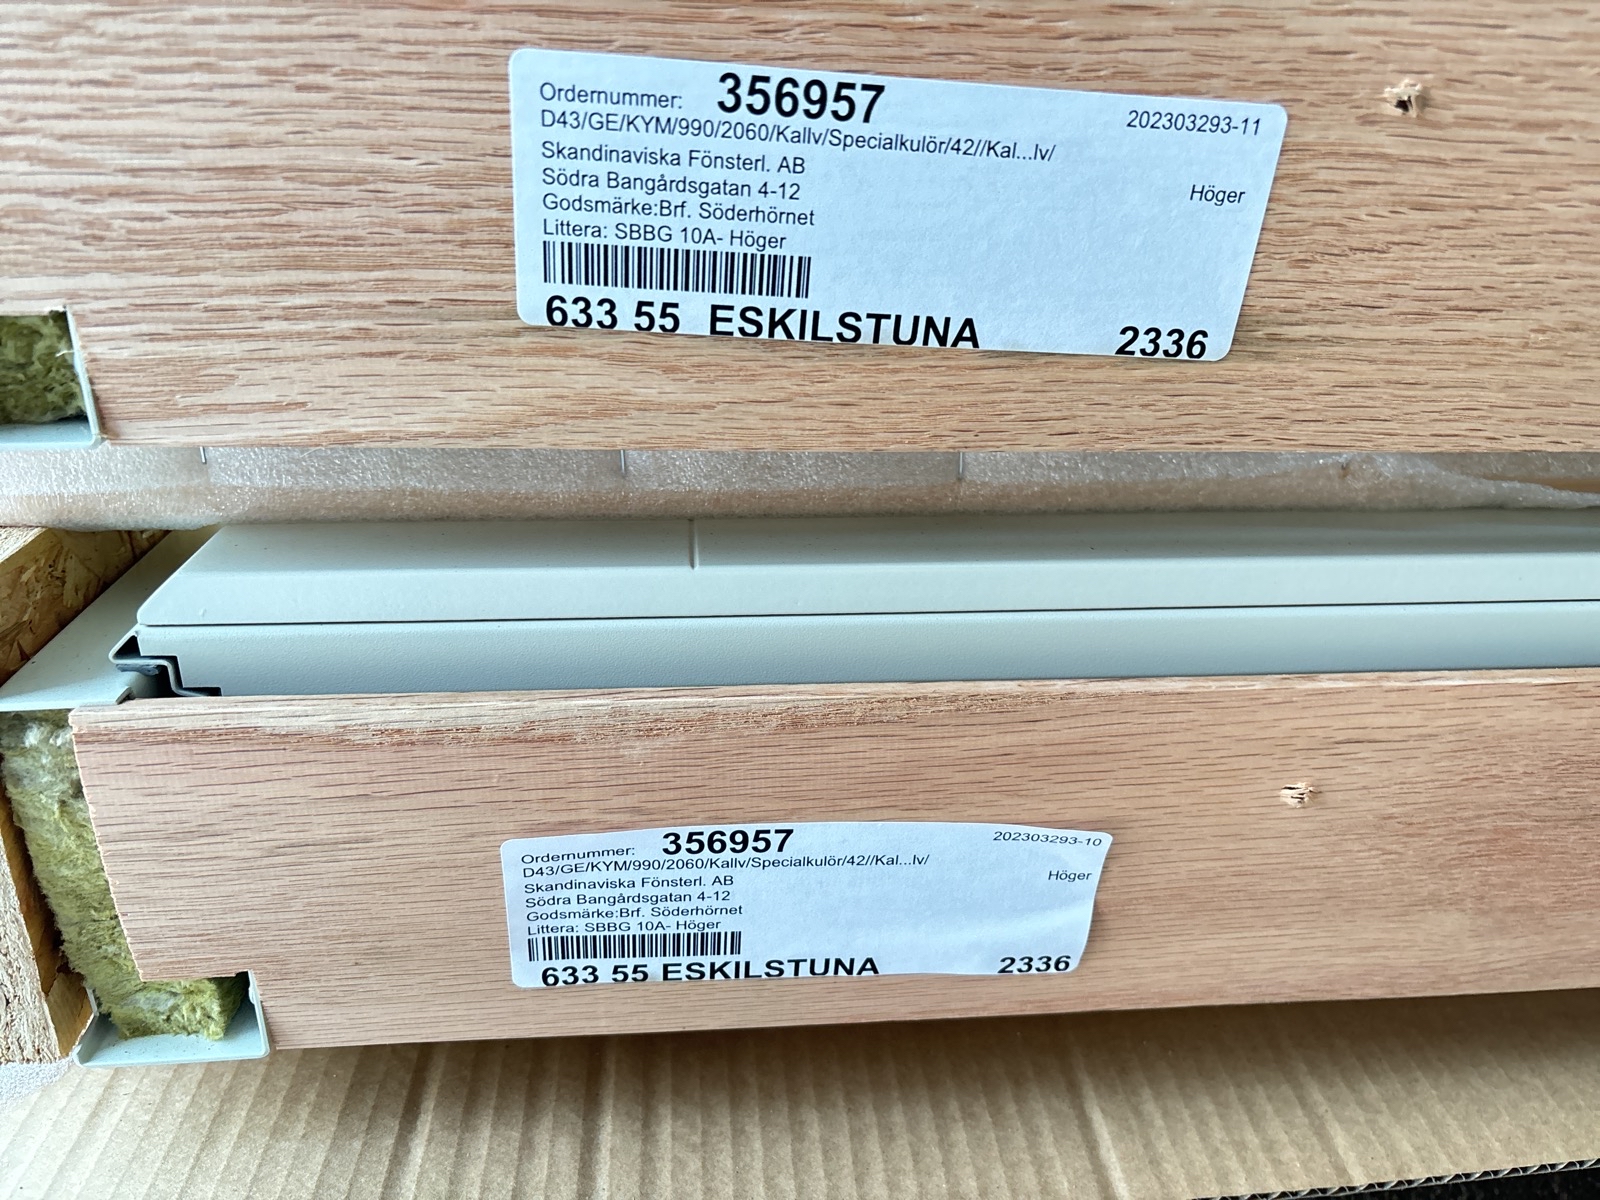 Ordernummer: 356957 202303293-11
D43/GE/KYM/990/2060/Kallv/Specialkulör/42//Kal...lv/
Skandinaviska Fönsterl. AB
Södra Bangårdsgatan 4-12 Höger
Godsmärke:Brf. Söderhörnet
Littera: SBBG 10A- Höger
633 55 ESKILSTUNA 2336
Ordernummer: 356957 202303293-10
D43/GE/KYM/990/2060/Kallv/Specialkulör/42//Kal...lv/
Skandinaviska Fönsterl. AB Höger
Södra Bangårdsgatan 4-12
Godsmärke:Brf. Söderhörnet
Littera: SBBG 10A- Höger
633 55 ESKILSTUNA 2336